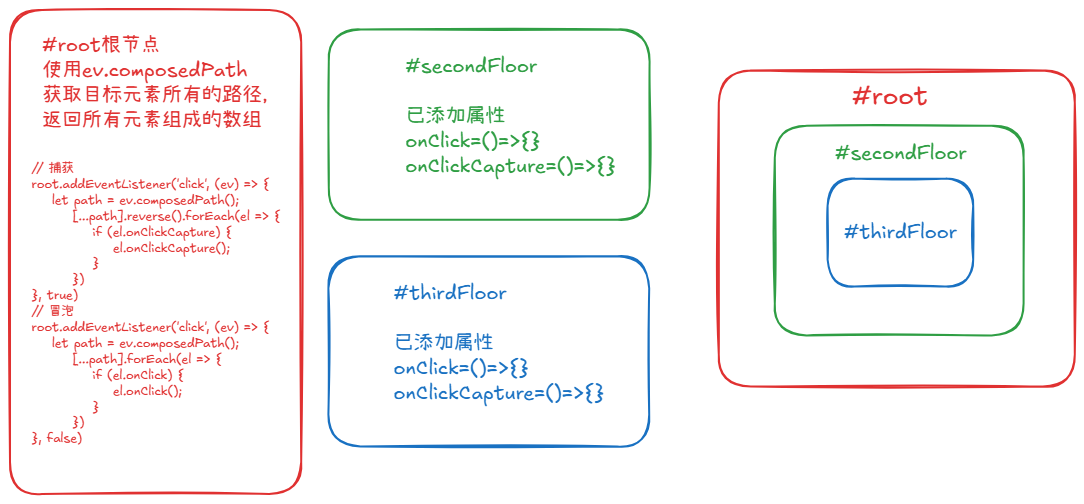 #root根节点
使用ev.composedPath
获取目标元素所有的路径,
返回所有元素组成的数组
// 捕获
root.addEventListener('click', (ev) => {
let path = ev.composedPath();
[...path].reverse().forEach(el => {
if (el.onClickCapture) {
el.onClickCapture();
}
})
}, true)
// 冒泡
root.addEventListener('click', (ev) => {
let path = ev.composedPath();
[...path].forEach(el => {
if (el.onClick) {
el.onClick();
}
})
}, false)
#secondFloor
已添加属性
onClick=()=>{}
onClickCapture=()=>{}
#thirdFloor
已添加属性
onClick=()=>{}
onClickCapture=()=>{}
#root
#secondFloor
#thirdFloor